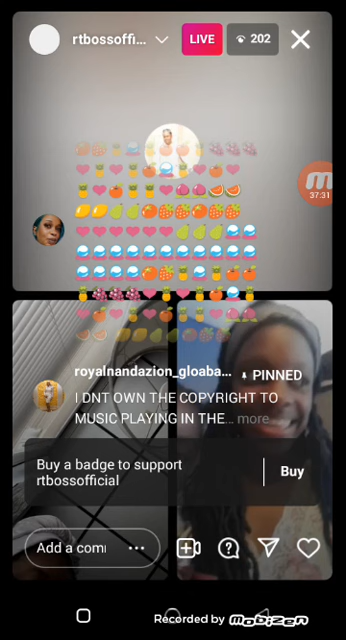 rtbossoffi...
LIVE
202
37:31
royalnandazion_gloaba...
PINNED
I DNT OWN THE COPYRIGHT TO
MUSIC PLAYING IN THE... more
Buy a badge to support
rtbossofficial
Buy
Add a com
Recorded by mobizen